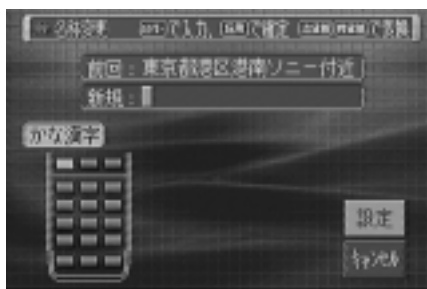 名称変更 で入力, で確定 で変換
前回：東京都港区港南ソニー付近
新規：
かな漢字
設定
キャンセル